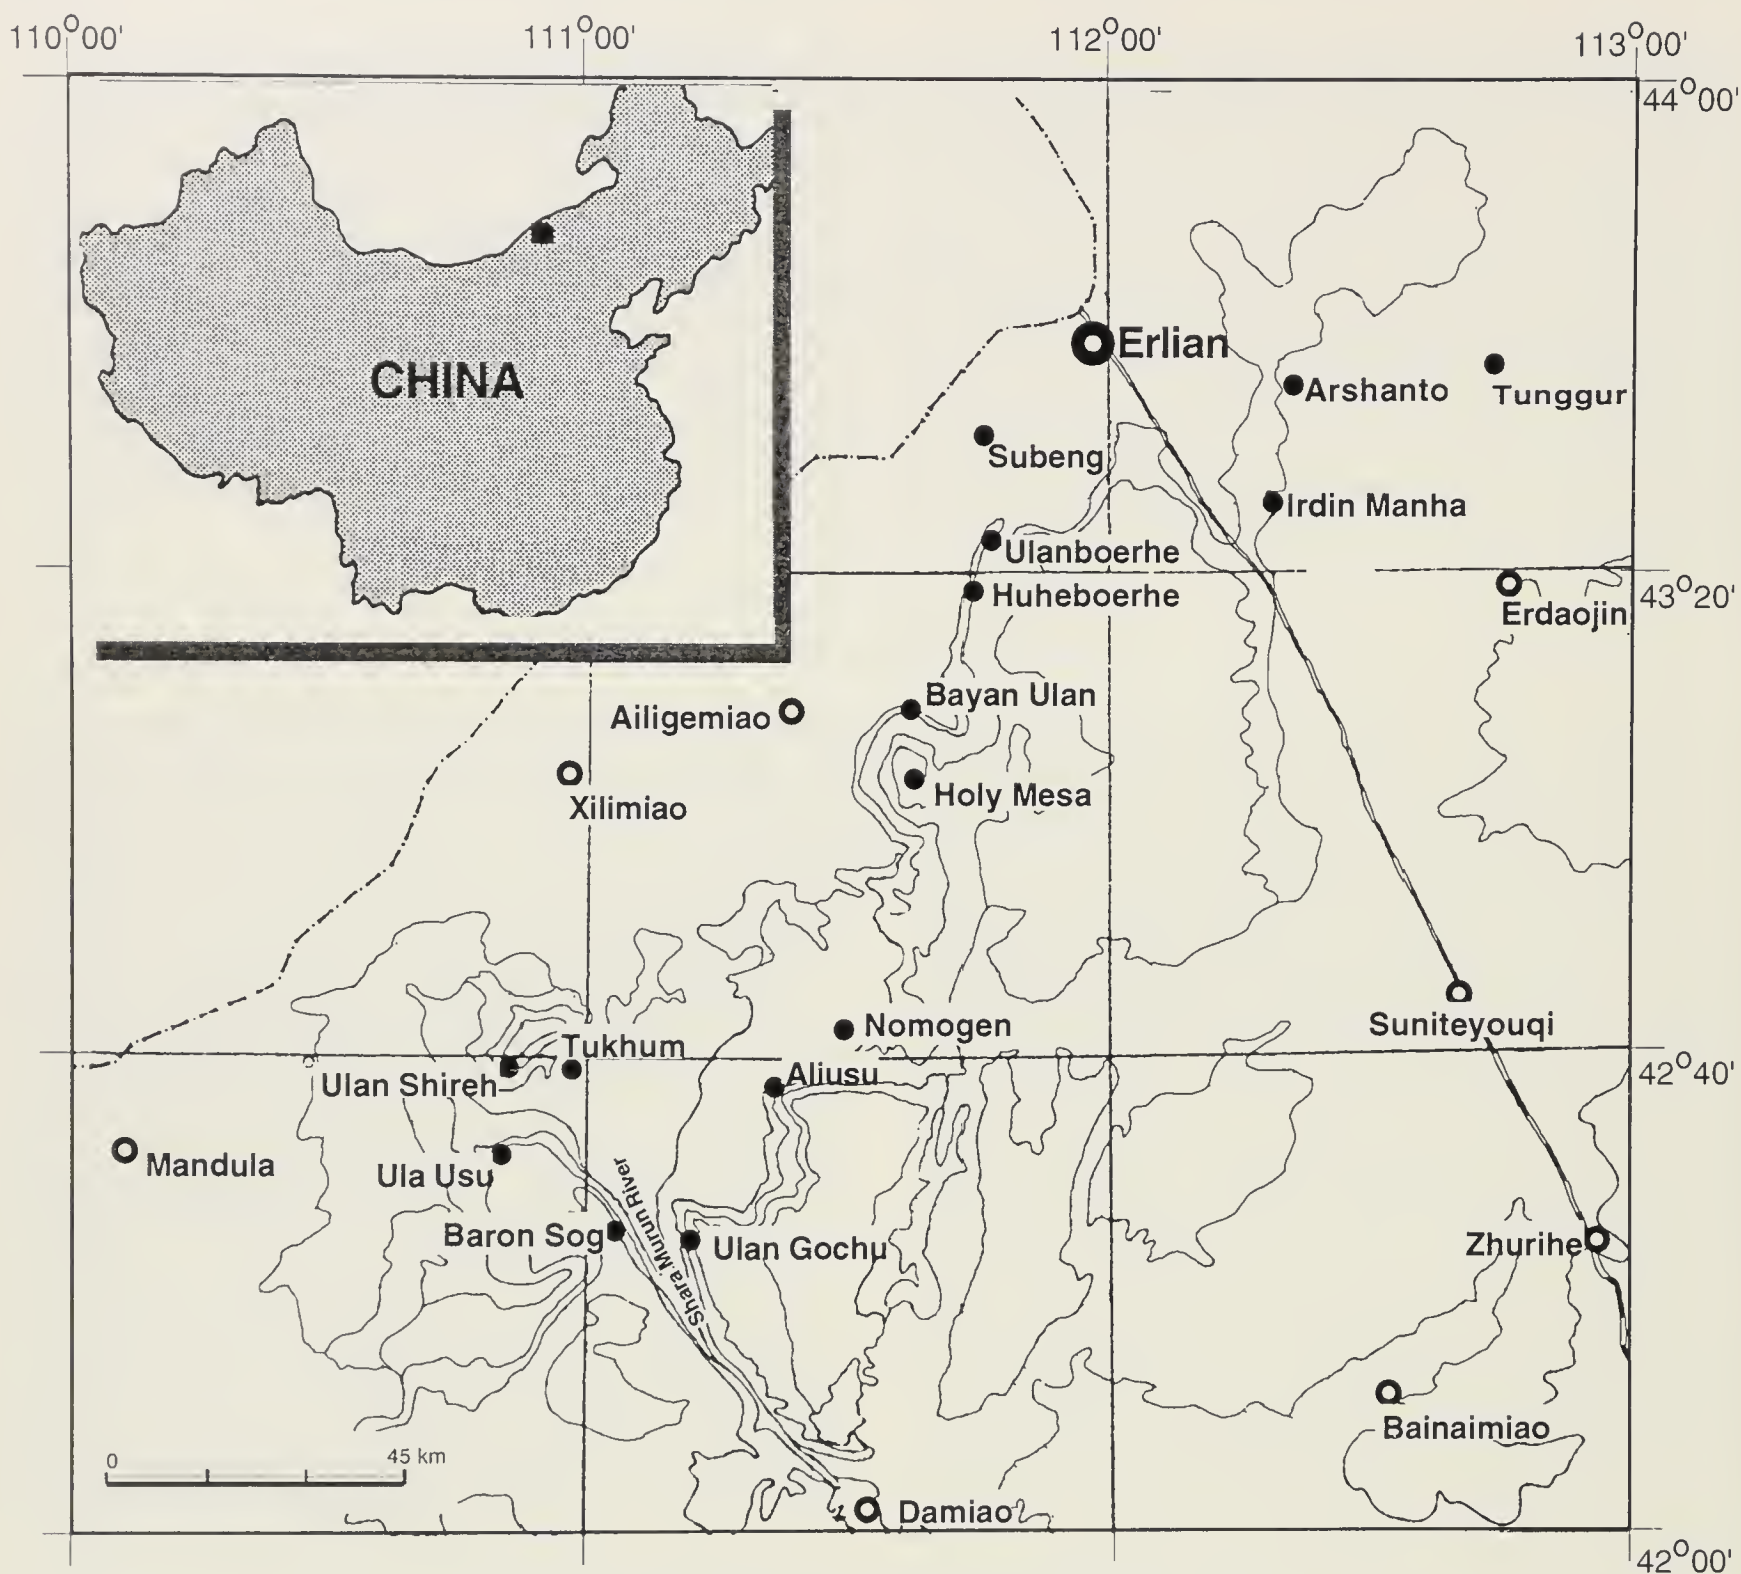 110°00'
111°00'
112°00'
113°00'
44°00'
CHINA
Erlian
Arshanto
Tunggur
Subeng
Irdin Manha
Ulanboerhe
Huheboerhe
43°20'
Erdaojin
Bayan Ulan
Ailigemiao
Holy Mesa
Xilimiao
Nomogen
Suniteyouqi
Tukhum
42°40'
Aliusu
Ulan Shireh
Mandula
Ula Usu
Shara Murun River
Baron Sog
Ulan Gochu
Zhurihe
Bainaimiao
0 45 km
Damiao
42°00'